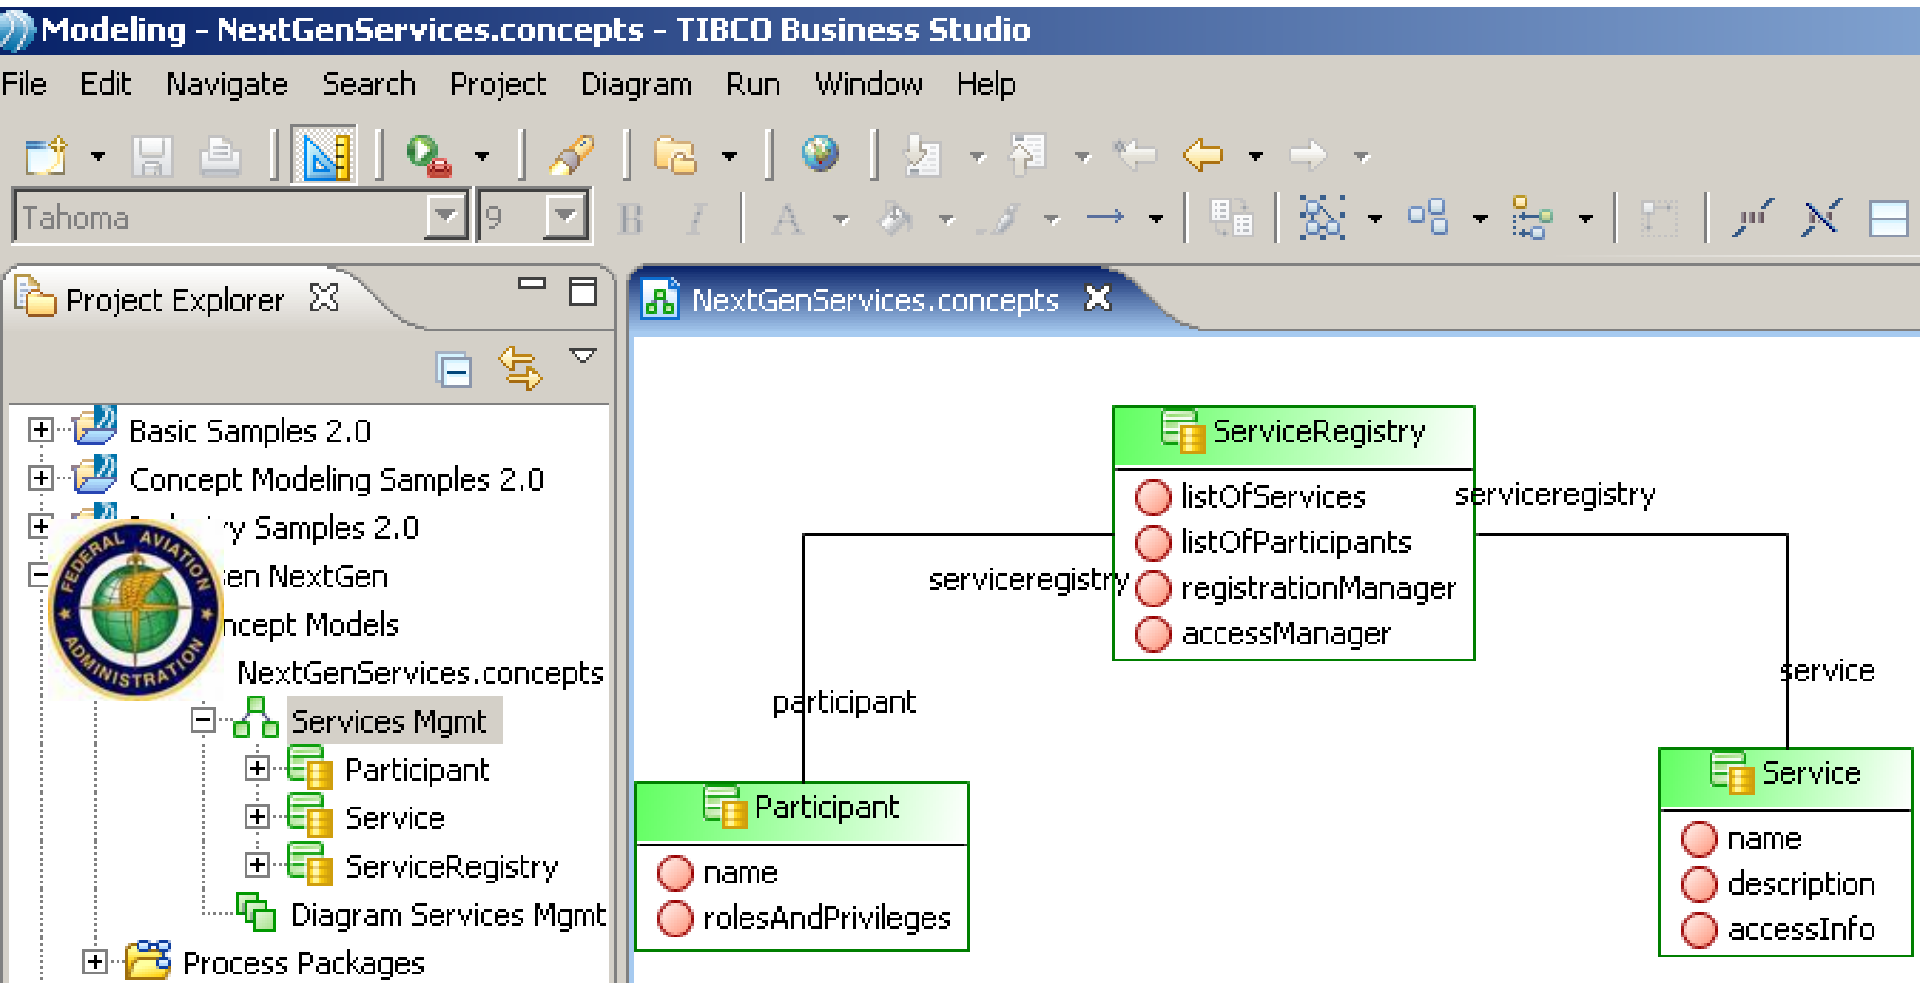 Modeling - NextGenServices.concepts - TIBCO Business Studio
File Edit Navigate Search Project Diagram Run Window Help
Tahoma 9 B I A
Project Explorer
NextGenServices.concepts
Basic Samples 2.0
Concept Modeling Samples 2.0
Samples 2.0
NextGen
Models
NextGenServices.concepts
Services Mgmt
Participant
Service
ServiceRegistry
Diagram Services Mgmt
Process Packages
FEDERAL AVIATION
ADMINISTRATION
ServiceRegistry
listOfServices
listOfParticipants
registrationManager
accessManager
serviceregistry
serviceregistry
participant
service
Participant
name
rolesAndPrivileges
Service
name
description
accessInfo